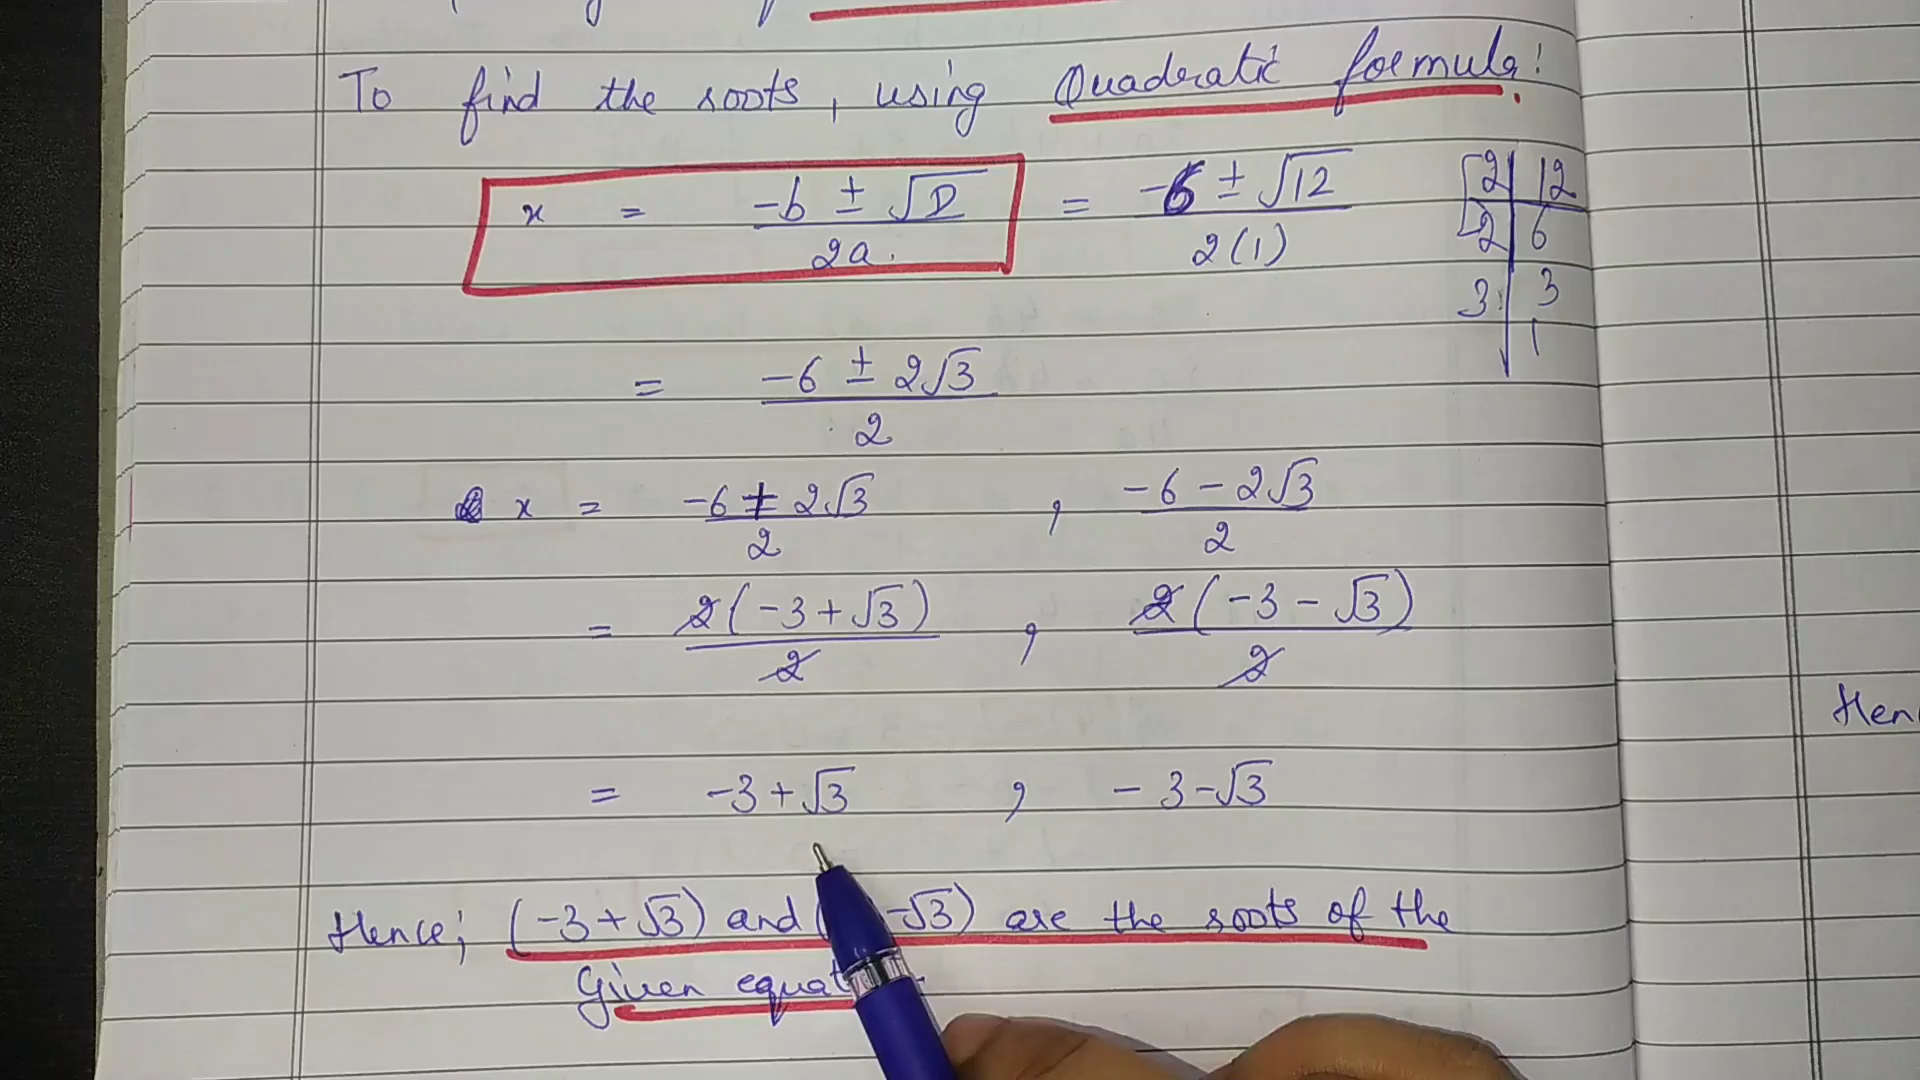 To find the roots, using Quadratic formula:
x = -b ± √D / 2a. = -6 ± √12 / 2(1)
2 | 12
2 | 6
3 | 3
1
= -6 ± 2√3 / 2
x = -6 + 2√3 / 2 , -6 - 2√3 / 2
= 2(-3+√3) / 2 , 2(-3-√3) / 2
= -3+√3 , -3-√3
Hence; (-3+√3) and ( -√3) are the roots of the
Given equat